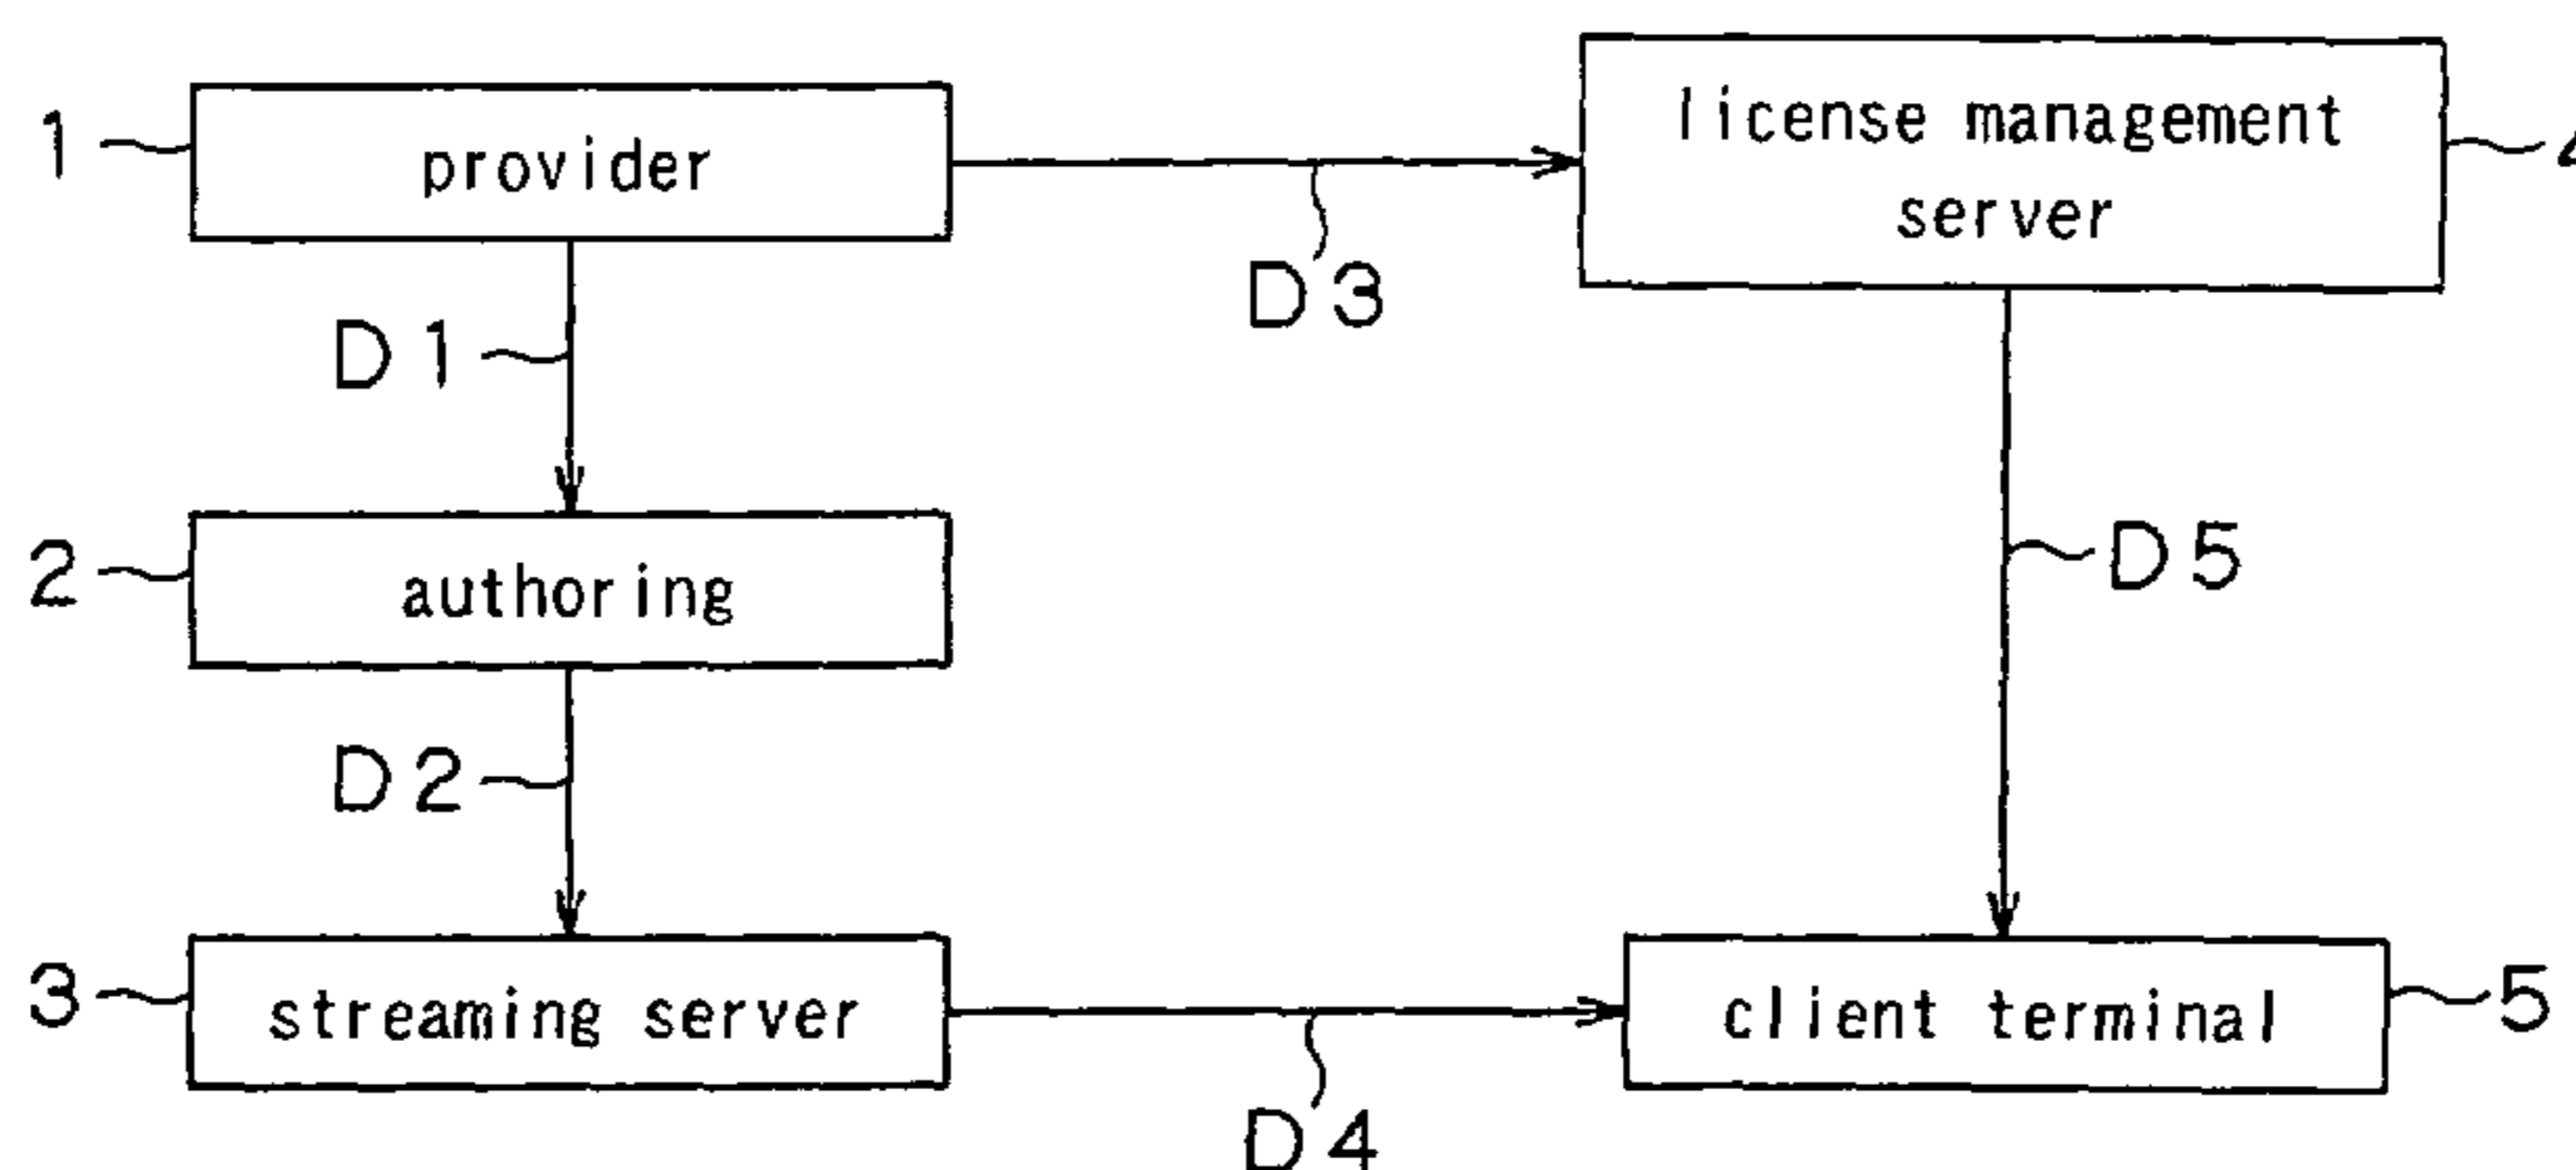 1
provider
license management
server
4
D3
D1
2
authoring
D5
D2
3
streaming server
client terminal
5
D4